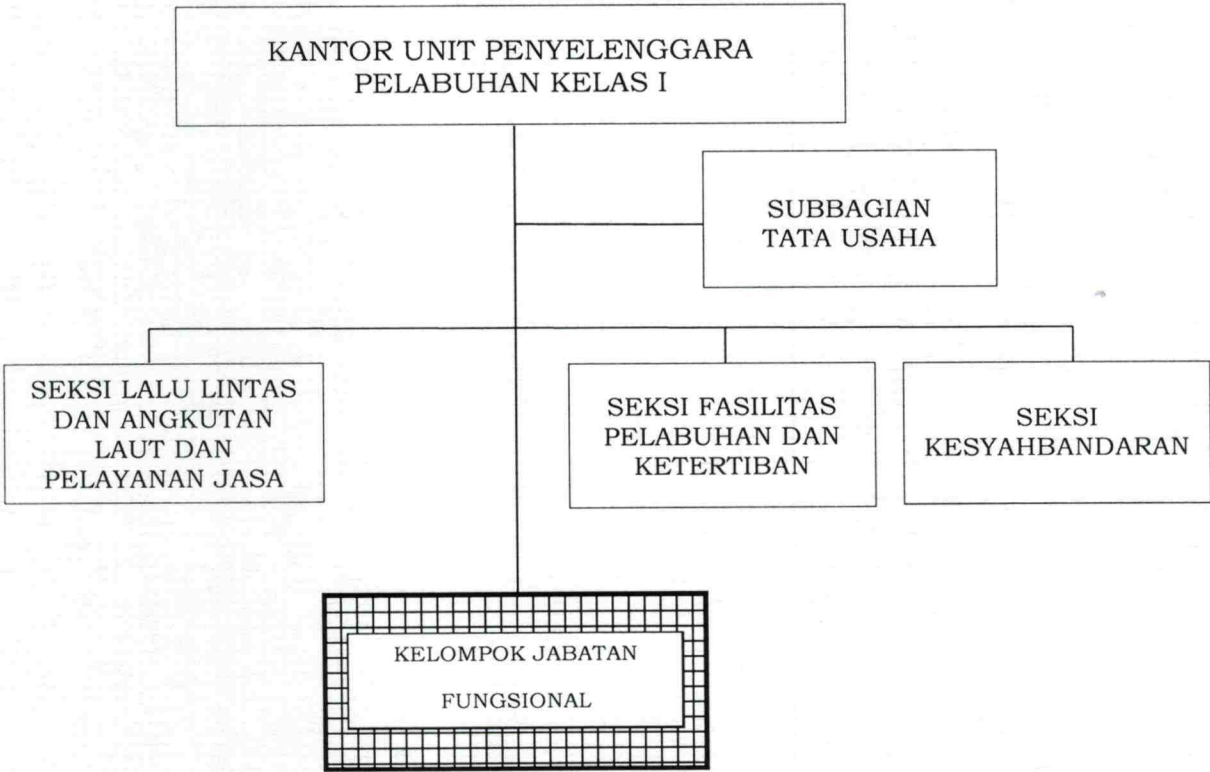 KANTOR UNIT PENYELENGGARA
PELABUHAN KELAS I
SUBBAGIAN
TATA USAHA
SEKSI LALU LINTAS
DAN ANGKUTAN
LAUT DAN
PELAYANAN JASA
SEKSI FASILITAS
PELABUHAN DAN
KETERTIBAN
SEKSI
KESYAHBANDARAN
KELOMPOK JABATAN
FUNGSIONAL